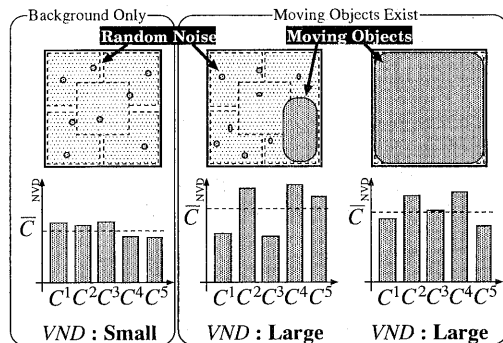 Background Only
Moving Objects Exist
Random Noise
Moving Objects
NVD
C̄
C¹ C² C³ C⁴ C⁵
VND : Small
NVD
C̄
C¹ C² C³ C⁴ C⁵
VND : Large
NVD
C̄
C¹ C² C³ C⁴ C⁵
VND : Large